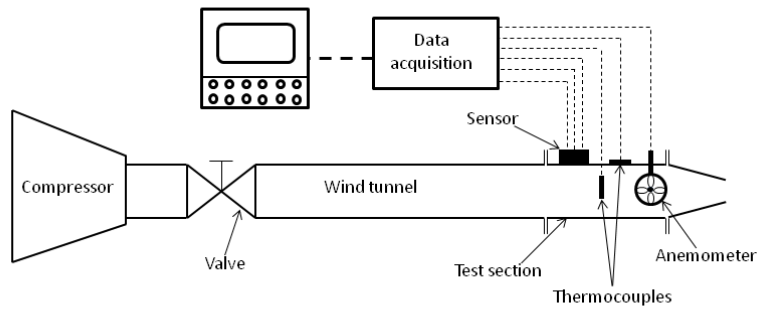 Data
acquisition
Sensor
Compressor
Wind tunnel
Valve
Test section
Anemometer
Thermocouples